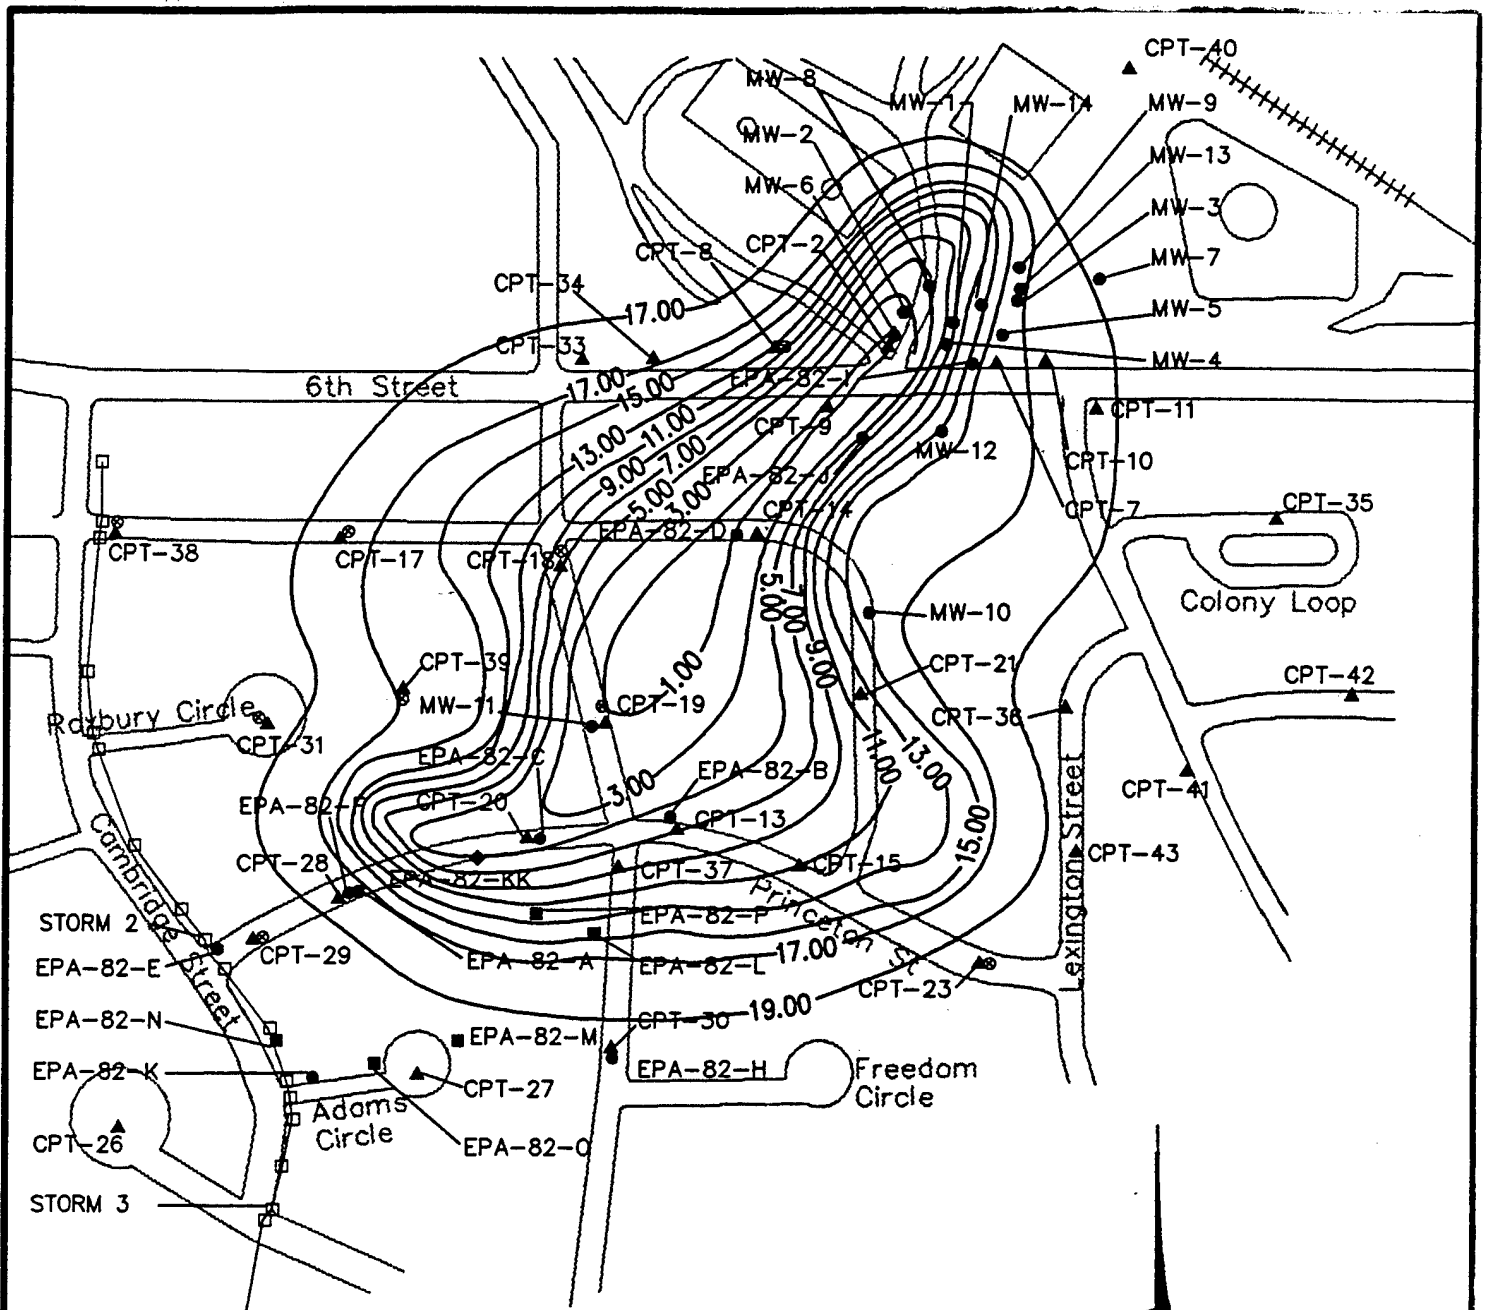 CPT-40
MW-8
MW-1
MW-14
MW-9
MW-2
MW-13
MW-6
MW-3
CPT-8
CPT-2
MW-7
CPT-34
17.00
MW-5
CPT-33
MW-4
6th Street
17.00
EPA-82-I
15.00
CPT-11
11.00
CPT-9
13.00
MW-12
CPT-10
7.00
9.00
EPA-82-J
5.00
3.00
CPT-14
CPT-7
CPT-35
EPA-82-D
CPT-38
CPT-17
CPT-18
5.00
7.00
MW-10
Colony Loop
9.00
CPT-39
1.00
CPT-21
CPT-42
MW-11
CPT-19
CPT-36
Roxbury Circle
CPT-31
11.00
13.00
EPA-82-C
EPA-82-B
CPT-41
3.00
EPA-82-F
CPT-20
CPT-13
15.00
CPT-43
CPT-28
EPA-82-KK
CPT-37
CPT-15
Cambridge Street
Princeton St
Lexington Street
STORM 2
EPA-82-P
17.00
EPA-82-E
CPT-29
EPA-82-A
EPA-82-L
CPT-23
19.00
EPA-82-N
CPT-30
EPA-82-M
EPA-82-K
EPA-82-H
Freedom
Circle
CPT-27
Adams
Circle
CPT-26
EPA-82-O
STORM 3